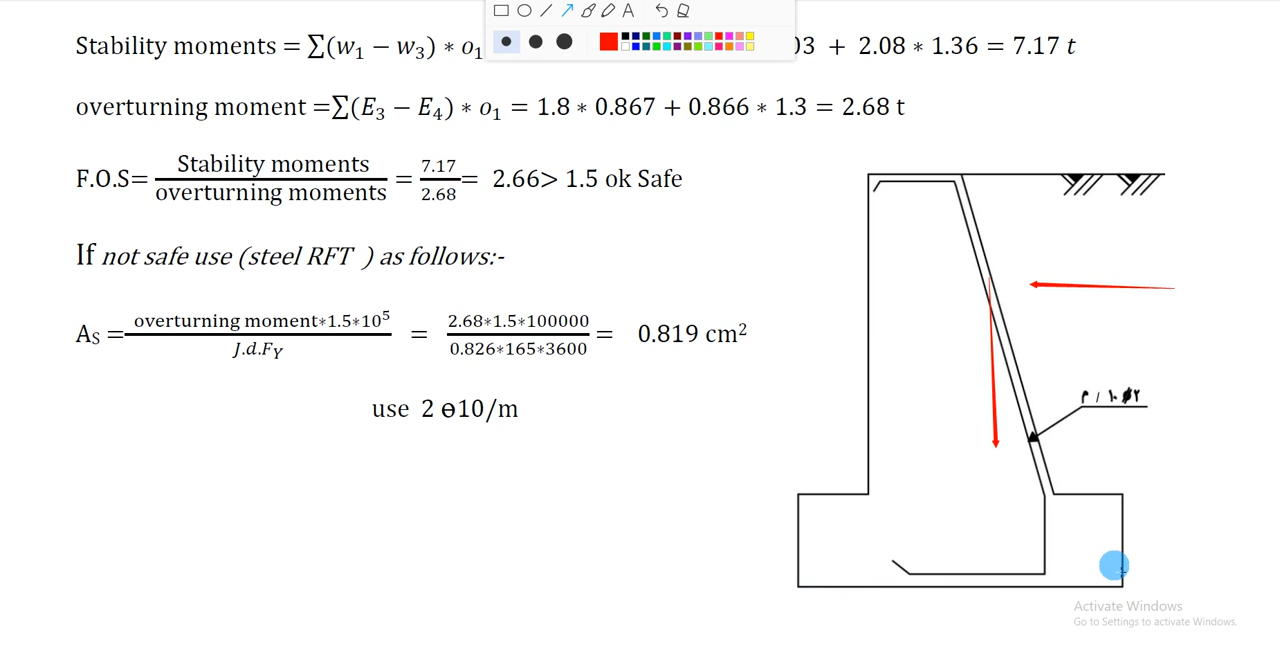 Stability moments = ∑(w₁ − w₃) * o₁ 03 + 2.08 * 1.36 = 7.17 t
overturning moment =∑(E₃ − E₄) * o₁ = 1.8 * 0.867 + 0.866 * 1.3 = 2.68 t
F.O.S= Stability moments / overturning moments = 7.17 / 2.68 = 2.66> 1.5 ok Safe
If not safe use (steel RFT ) as follows:-
Aₛ = overturning moment*1.5*10⁵ / J.d.F_Y = 2.68*1.5*100000 / 0.826*165*3600 = 0.819 cm²
use 2 ɵ10/m
٢ø١٠ / م
A
Activate Windows
Go to Settings to activate Windows.